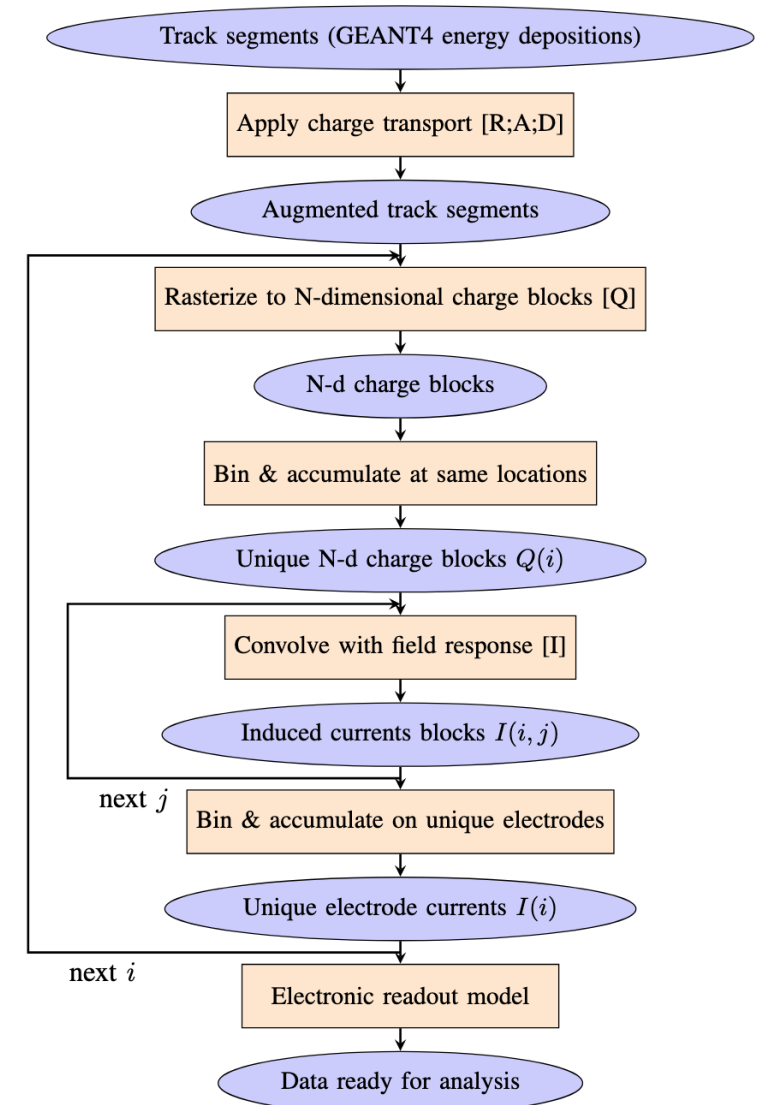 Track segments (GEANT4 energy depositions)
Apply charge transport [R;A;D]
Augmented track segments
Rasterize to N-dimensional charge blocks [Q]
N-d charge blocks
Bin & accumulate at same locations
Unique N-d charge blocks Q(i)
Convolve with field response [I]
Induced currents blocks I(i, j)
next j
Bin & accumulate on unique electrodes
Unique electrode currents I(i)
next i
Electronic readout model
Data ready for analysis